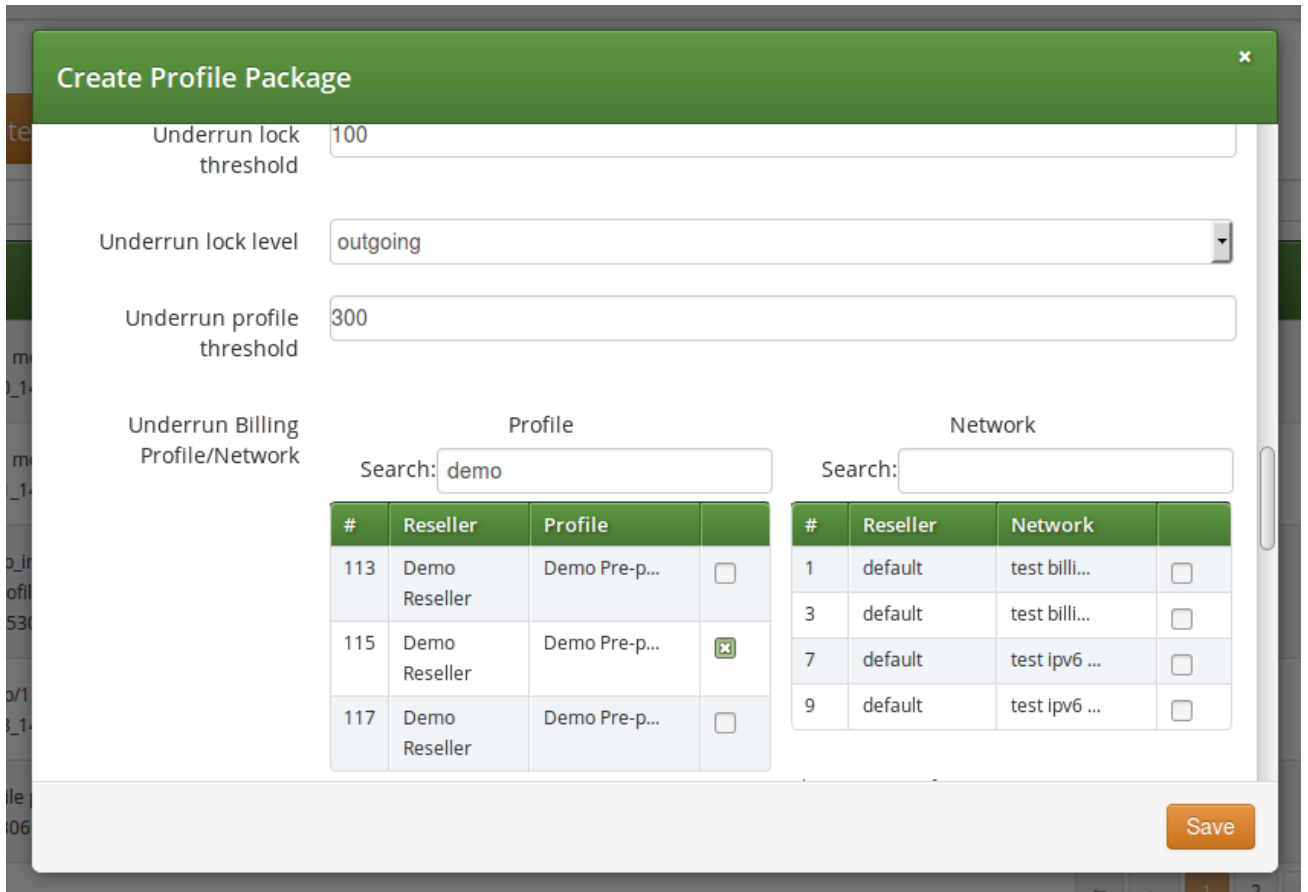 Create Profile Package
×
Underrun lock
threshold
100
Underrun lock level
outgoing
Underrun profile
threshold
300
Underrun Billing
Profile/Network
Profile
Search: demo
# Reseller Profile
113 Demo Reseller Demo Pre-p...
115 Demo Reseller Demo Pre-p...
117 Demo Reseller Demo Pre-p...
Network
Search:
# Reseller Network
1 default test billi...
3 default test billi...
7 default test ipv6 ...
9 default test ipv6 ...
Save